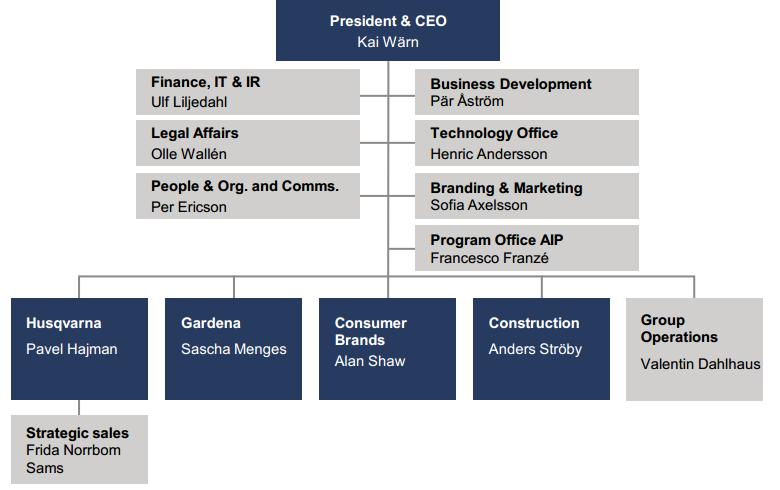 President & CEO
Kai Wärn
Finance, IT & IR
Ulf Liljedahl
Business Development
Pär Åström
Legal Affairs
Olle Wallén
Technology Office
Henric Andersson
People & Org. and Comms.
Per Ericson
Branding & Marketing
Sofia Axelsson
Program Office AIP
Francesco Franzé
Husqvarna
Pavel Hajman
Gardena
Sascha Menges
Consumer
Brands
Alan Shaw
Construction
Anders Ströby
Group
Operations
Valentin Dahlhaus
Strategic sales
Frida Norrbom
Sams